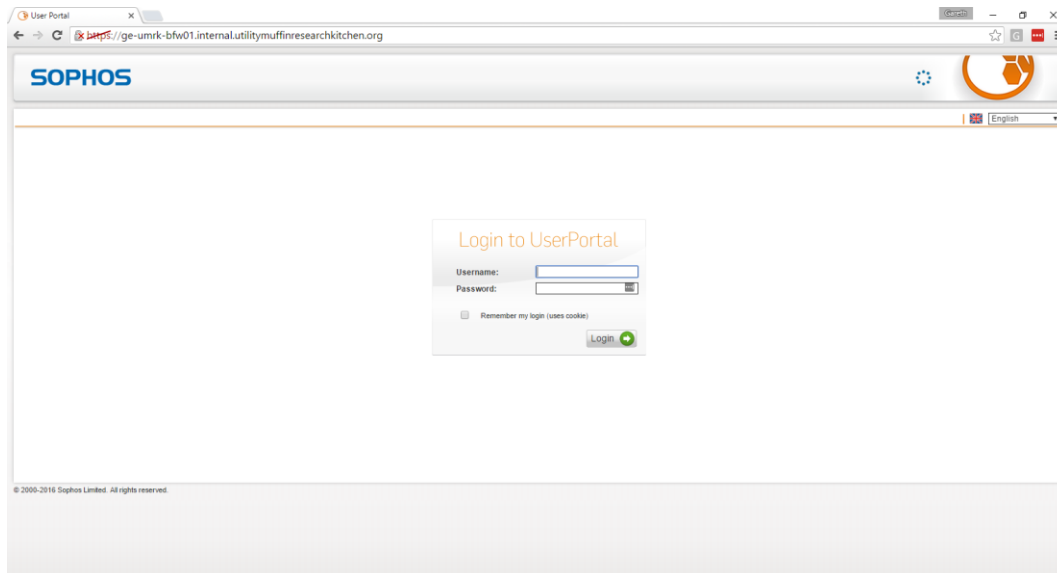 User Portal
Gareth
https://ge-umrk-bfw01.internal.utilitymuffinresearchkitchen.org
SOPHOS
English
Login to UserPortal
Username:
Password:
Remember my login (uses cookie)
Login
© 2000-2016 Sophos Limited. All rights reserved.